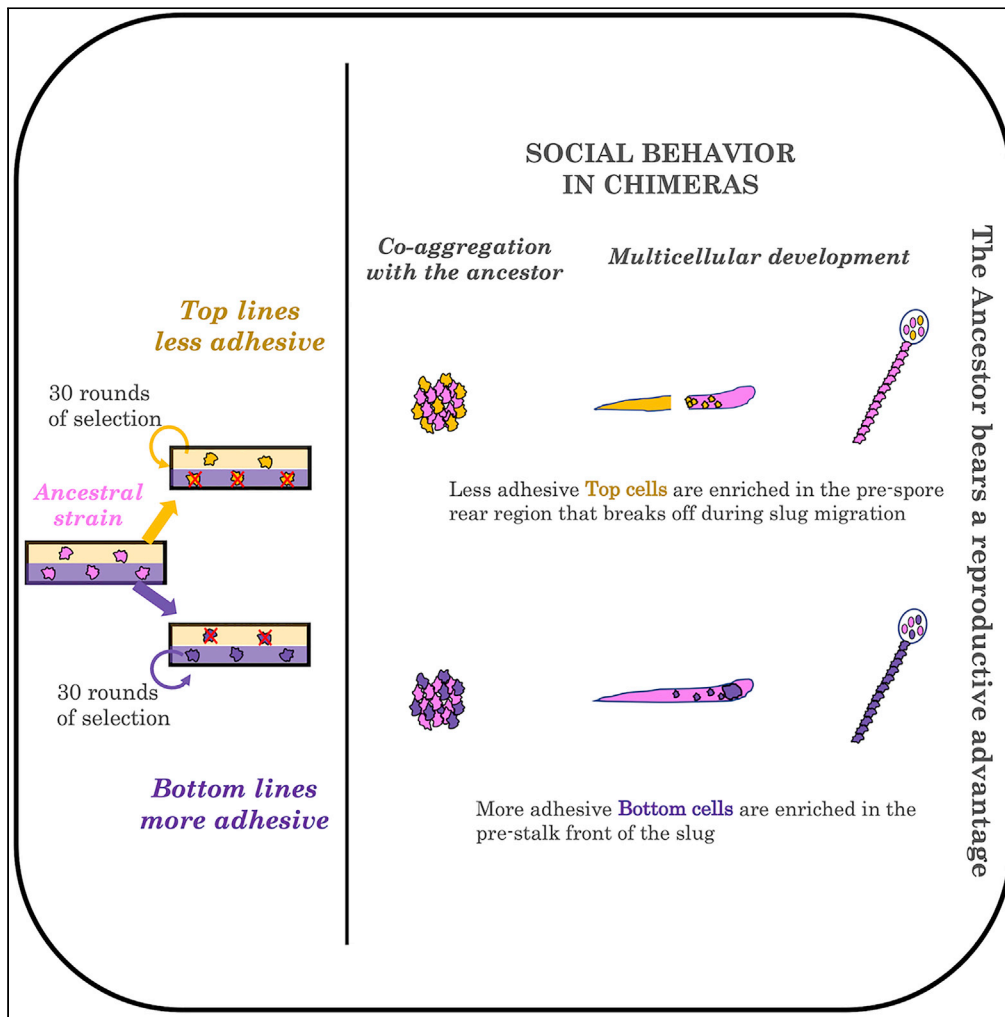 SOCIAL BEHAVIOR
IN CHIMERAS
Co-aggregation
with the ancestor
Multicellular development
Top lines
less adhesive
30 rounds
of selection
Ancestral
strain
Less adhesive Top cells are enriched in the pre-spore
rear region that breaks off during slug migration
30 rounds
of selection
Bottom lines
more adhesive
More adhesive Bottom cells are enriched in the
pre-stalk front of the slug
The Ancestor bears a reproductive advantage